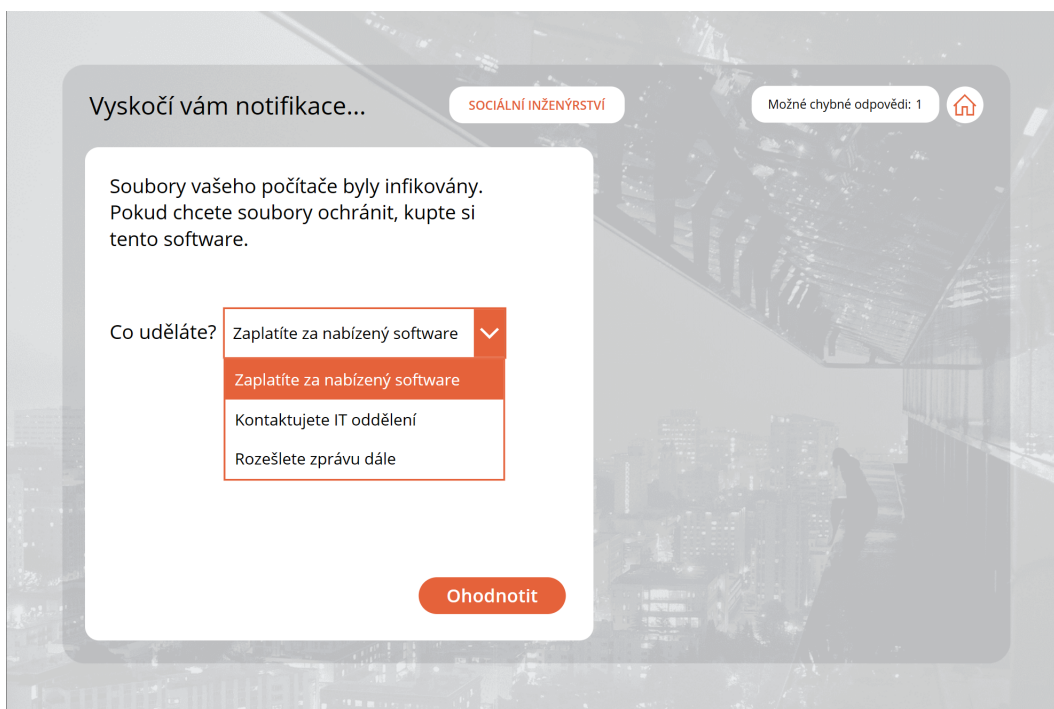 Vyskočí vám notifikace...
SOCIÁLNÍ INŽENÝRSTVÍ
Možné chybné odpovědi: 1
Soubory vašeho počítače byly infikovány.
Pokud chcete soubory ochránit, kupte si
tento software.
Co uděláte?
Zaplatíte za nabízený software
Zaplatíte za nabízený software
Kontaktujete IT oddělení
Rozešlete zprávu dále
Ohodnotit